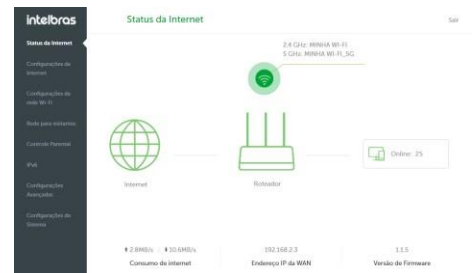 intelbras
Status da Internet
Sair
Status da Internet
Configurações da
Internet
Configurações da
rede Wi-Fi
Rede para visitantes
Controle Parental
IPV6
Configurações
Avançadas
Configurações do
Sistema
2.4 GHz: MINHA WI-FI
5 GHz: MINHA WI-FI_5G
Internet
Roteador
Online: 25
2.8MB/s 10.6MB/s
Consumo de internet
192.168.2.3
Endereço IP da WAN
1.1.5
Versão de Firmware